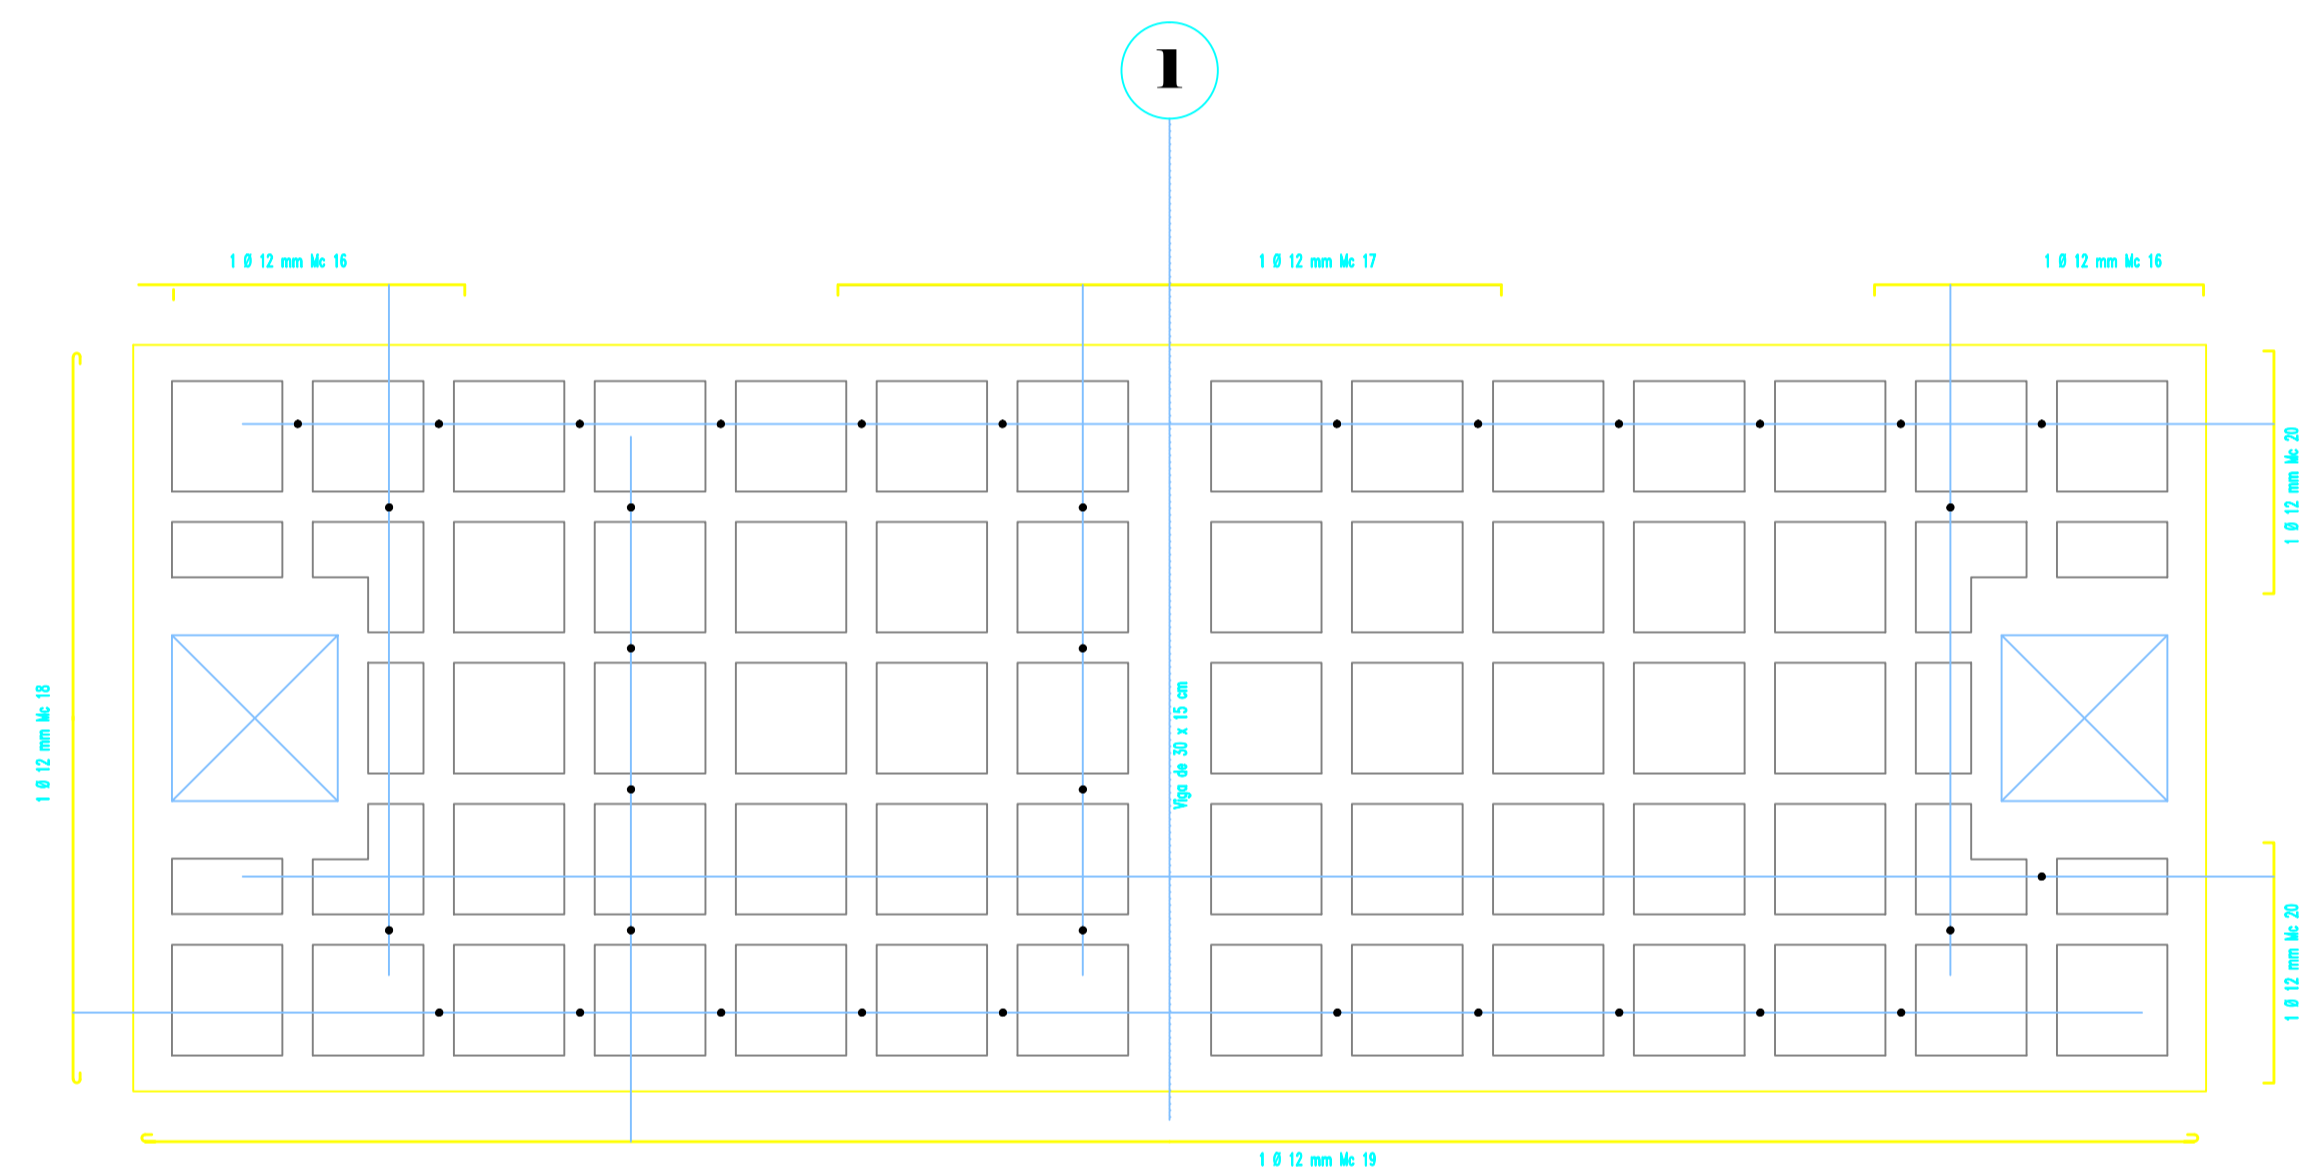 1
1 Ø 12 mm Mc 16
1 Ø 12 mm Mc 17
1 Ø 12 mm Mc 16
1 Ø 12 mm Mc 20
1 Ø 12 mm Mc 18
Viga de 30 x 15 cm
1 Ø 12 mm Mc 20
1 Ø 12 mm Mc 19